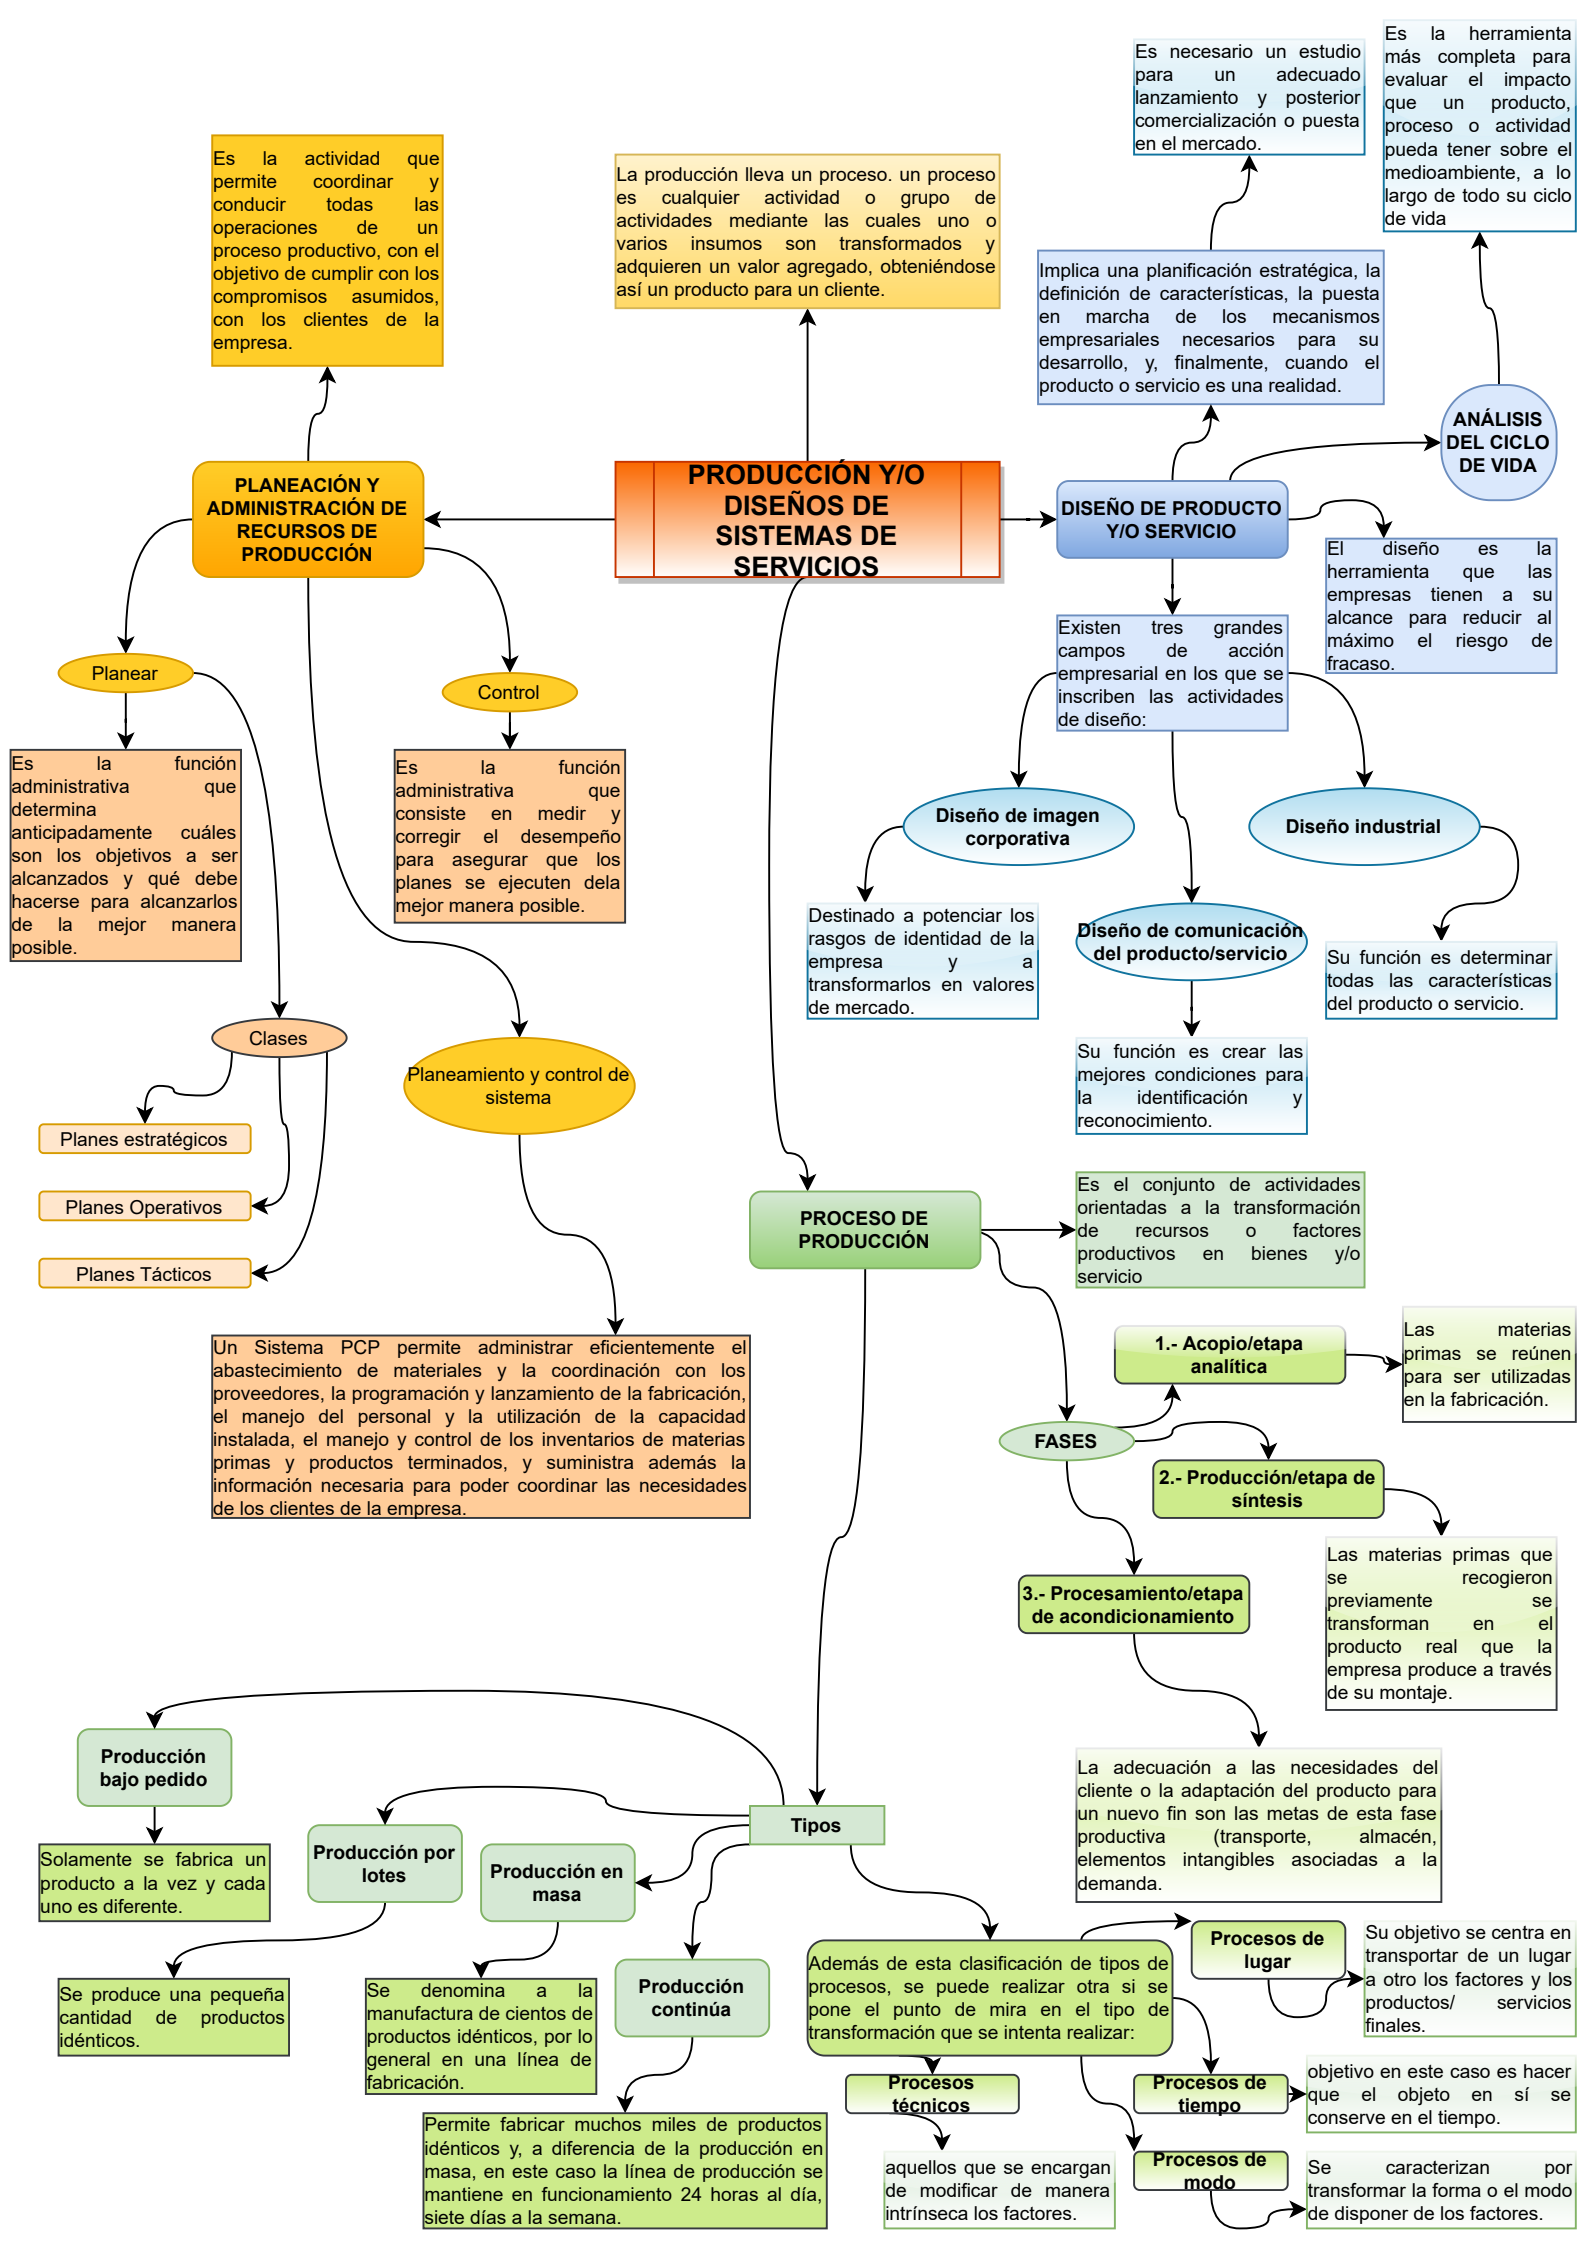 Es la herramienta
más completa para
evaluar el impacto
que un producto,
proceso o actividad
pueda tener sobre el
medioambiente, a lo
largo de todo su ciclo
de vida
Es necesario un estudio
para un adecuado
lanzamiento y posterior
comercialización o puesta
en el mercado.
Es la actividad que
permite coordinar y
conducir todas las
operaciones de un
proceso productivo, con el
objetivo de cumplir con los
compromisos asumidos,
con los clientes de la
empresa.
La producción lleva un proceso. un proceso
es cualquier actividad o grupo de
actividades mediante las cuales uno o
varios insumos son transformados y
adquieren un valor agregado, obteniéndose
así un producto para un cliente.
Implica una planificación estratégica, la
definición de características, la puesta
en marcha de los mecanismos
empresariales necesarios para su
desarrollo, y, finalmente, cuando el
producto o servicio es una realidad.
ANÁLISIS
DEL CICLO
DE VIDA
PLANEACIÓN Y
ADMINISTRACIÓN DE
RECURSOS DE
PRODUCCIÓN
PRODUCCIÓN Y/O
DISEÑOS DE
SISTEMAS DE
SERVICIOS
DISEÑO DE PRODUCTO
Y/O SERVICIO
El diseño es la
herramienta que las
empresas tienen a su
alcance para reducir al
máximo el riesgo de
fracaso.
Existen tres grandes
campos de acción
empresarial en los que se
inscriben las actividades
de diseño:
Planear
Control
Es la función
administrativa que
determina
anticipadamente cuáles
son los objetivos a ser
alcanzados y qué debe
hacerse para alcanzarlos
de la mejor manera
posible.
Es la función
administrativa que
consiste en medir y
corregir el desempeño
para asegurar que los
planes se ejecuten dela
mejor manera posible.
Diseño de imagen
corporativa
Diseño industrial
Destinado a potenciar los
rasgos de identidad de la
empresa y a
transformarlos en valores
de mercado.
Diseño de comunicación
del producto/servicio
Su función es determinar
todas las características
del producto o servicio.
Clases
Planeamiento y control de
sistema
Su función es crear las
mejores condiciones para
la identificación y
reconocimiento.
Planes estratégicos
Planes Operativos
Planes Tácticos
PROCESO DE
PRODUCCIÓN
Es el conjunto de actividades
orientadas a la transformación
de recursos o factores
productivos en bienes y/o
servicio
Un Sistema PCP permite administrar eficientemente el
abastecimiento de materiales y la coordinación con los
proveedores, la programación y lanzamiento de la fabricación,
el manejo del personal y la utilización de la capacidad
instalada, el manejo y control de los inventarios de materias
primas y productos terminados, y suministra además la
información necesaria para poder coordinar las necesidades
de los clientes de la empresa.
1.- Acopio/etapa
analítica
Las materias
primas se reúnen
para ser utilizadas
en la fabricación.
FASES
2.- Producción/etapa de
síntesis
Las materias primas que
se recogieron
previamente se
transforman en el
producto real que la
empresa produce a través
de su montaje.
3.- Procesamiento/etapa
de acondicionamiento
La adecuación a las necesidades del
cliente o la adaptación del producto para
un nuevo fin son las metas de esta fase
productiva (transporte, almacén,
elementos intangibles asociadas a la
demanda.
Tipos
Producción
bajo pedido
Solamente se fabrica un
producto a la vez y cada
uno es diferente.
Producción por
lotes
Se produce una pequeña
cantidad de productos
idénticos.
Producción en
masa
Se denomina a la
manufactura de cientos de
productos idénticos, por lo
general en una línea de
fabricación.
Producción
continúa
Permite fabricar muchos miles de productos
idénticos y, a diferencia de la producción en
masa, en este caso la línea de producción se
mantiene en funcionamiento 24 horas al día,
siete días a la semana.
Además de esta clasificación de tipos de
procesos, se puede realizar otra si se
pone el punto de mira en el tipo de
transformación que se intenta realizar:
Procesos de
lugar
Su objetivo se centra en
transportar de un lugar
a otro los factores y los
productos/ servicios
finales.
Procesos
técnicos
aquellos que se encargan
de modificar de manera
intrínseca los factores.
Procesos de
tiempo
objetivo en este caso es hacer
que el objeto en sí se
conserve en el tiempo.
Procesos de
modo
Se caracterizan por
transformar la forma o el modo
de disponer de los factores.